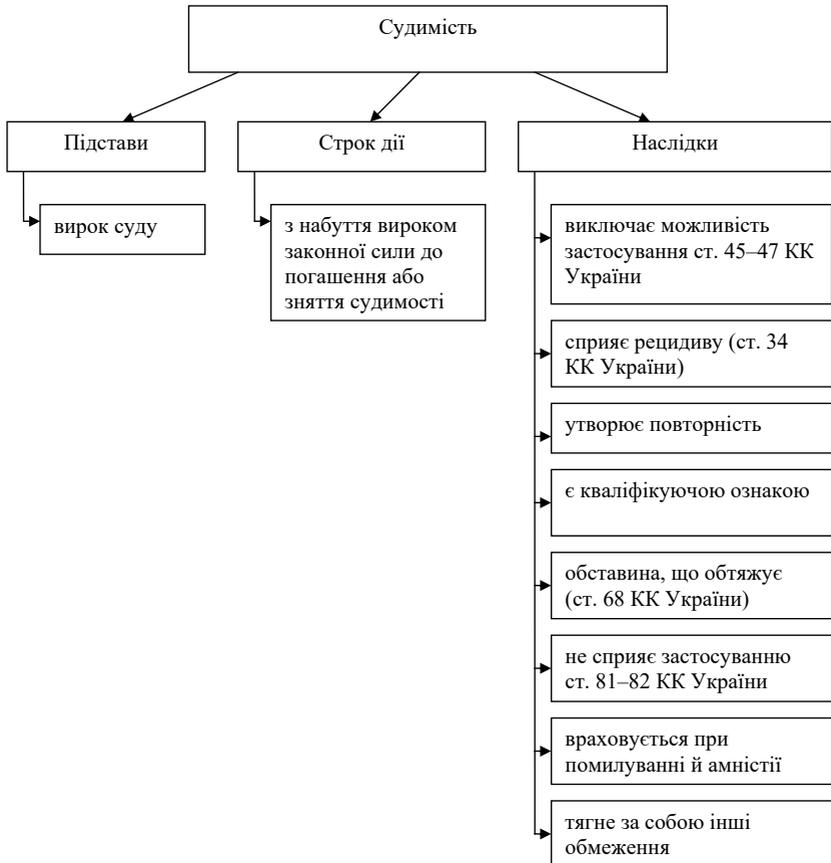 Судимість
Підстави
вирок суду
Строк дії
з набуття вироком
законної сили до
погашення або
зняття судимості
Наслідки
виключає можливість
застосування ст. 45–47 КК
України
сприяє рецидиву (ст. 34
КК України)
утворює повторність
є кваліфікуючою ознакою
обставина, що обтяжує
(ст. 68 КК України)
не сприяє застосуванню
ст. 81–82 КК України
враховується при
помилуванні й амністії
тягне за собою інші
обмеження